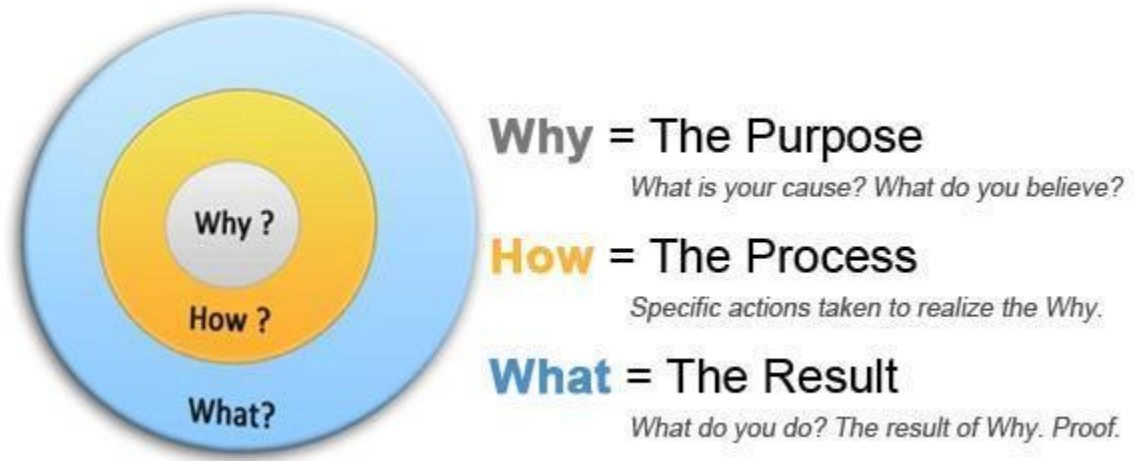 Why ?
How ?
What?
Why = The Purpose
What is your cause? What do you believe?
How = The Process
Specific actions taken to realize the Why.
What = The Result
What do you do? The result of Why. Proof.